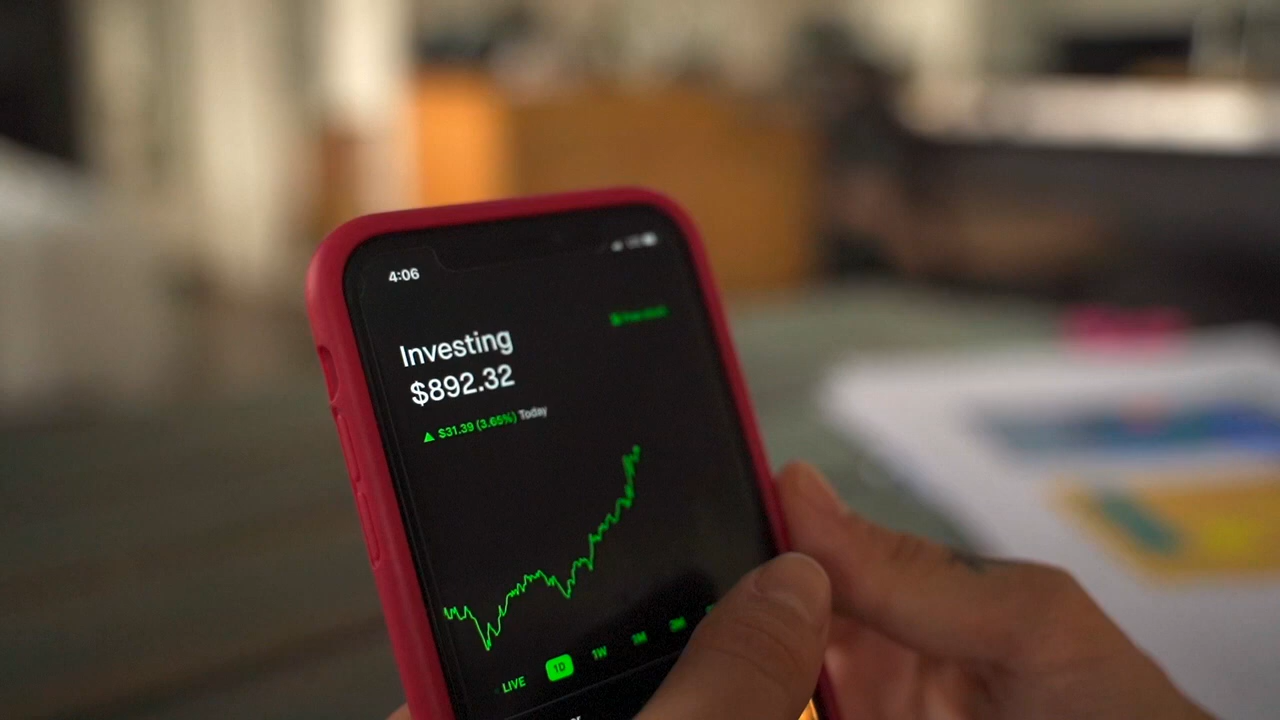 4:06
Investing
$892.32
▲ $31.39 (3.65%) Today
LIVE 1D 1W 1M 3M